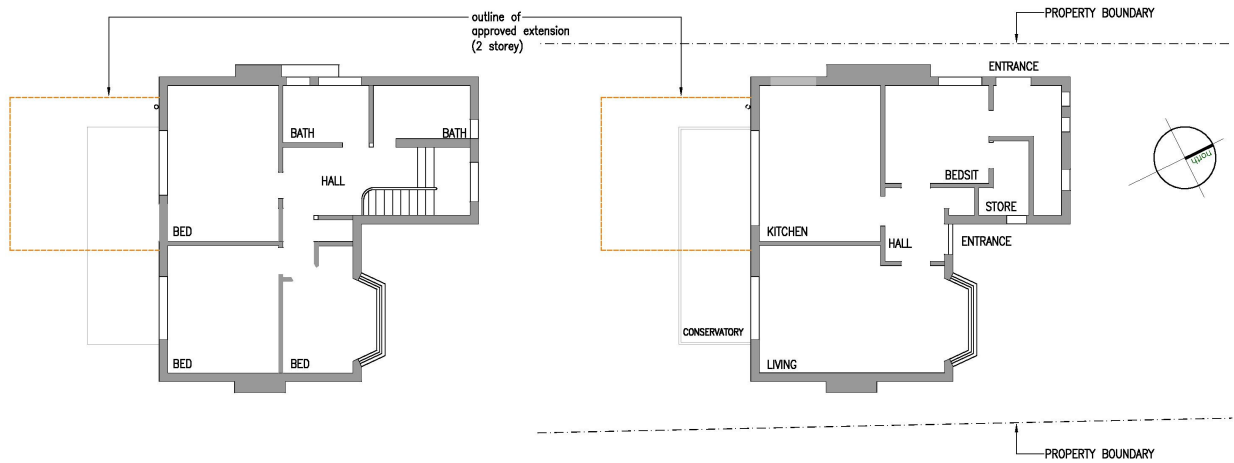 outline of
approved extension
(2 storey)
PROPERTY BOUNDARY
ENTRANCE
BATH
BATH
HALL
BED
BED
BED
north
BEDSIT
STORE
KITCHEN
HALL
ENTRANCE
CONSERVATORY
LIVING
PROPERTY BOUNDARY